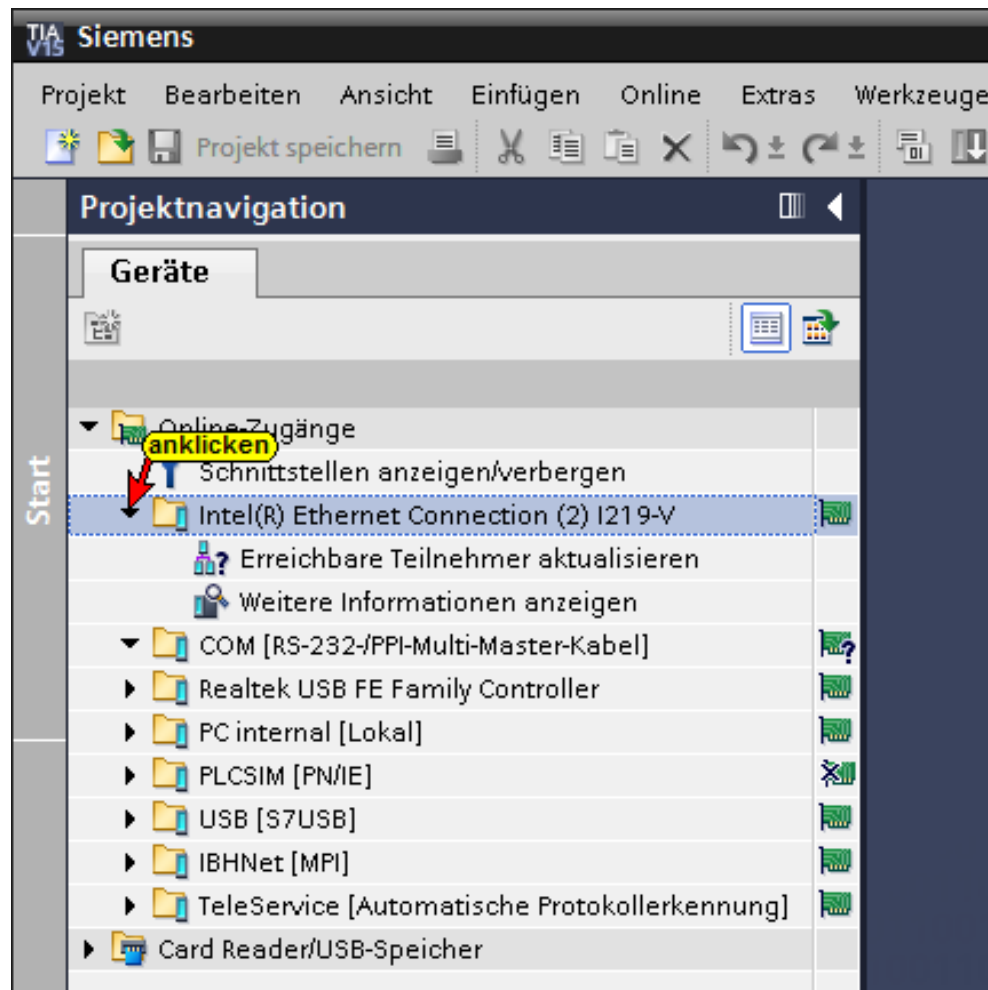 TIA V15 Siemens
Projekt Bearbeiten Ansicht Einfügen Online Extras Werkzeuge
Projekt speichern
Projektnavigation
Geräte
Start
Online-Zugänge
anklicken
Schnittstellen anzeigen/verbergen
Intel(R) Ethernet Connection (2) I219-V
Erreichbare Teilnehmer aktualisieren
Weitere Informationen anzeigen
COM [RS-232-/PPI-Multi-Master-Kabel]
Realtek USB FE Family Controller
PC internal [Lokal]
PLCSIM [PN/IE]
USB [S7USB]
IBHNet [MPI]
TeleService [Automatische Protokollerkennung]
Card Reader/USB-Speicher